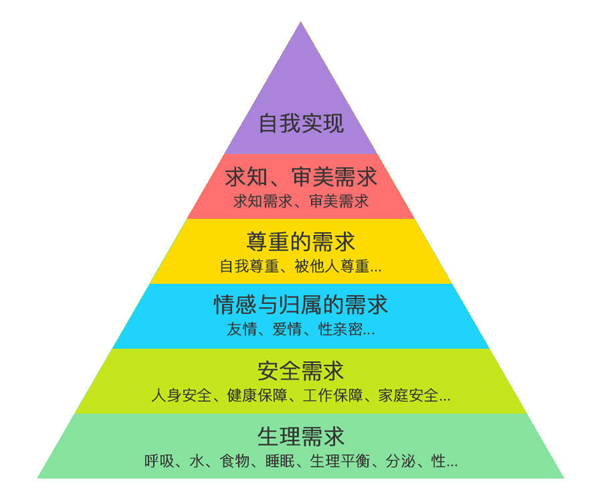 自我实现
求知、审美需求
求知需求、审美需求
尊重的需求
自我尊重、被他人尊重...
情感与归属的需求
友情、爱情、性亲密...
安全需求
人身安全、健康保障、工作保障、家庭安全...
生理需求
呼吸、水、食物、睡眠、生理平衡、分泌、性...